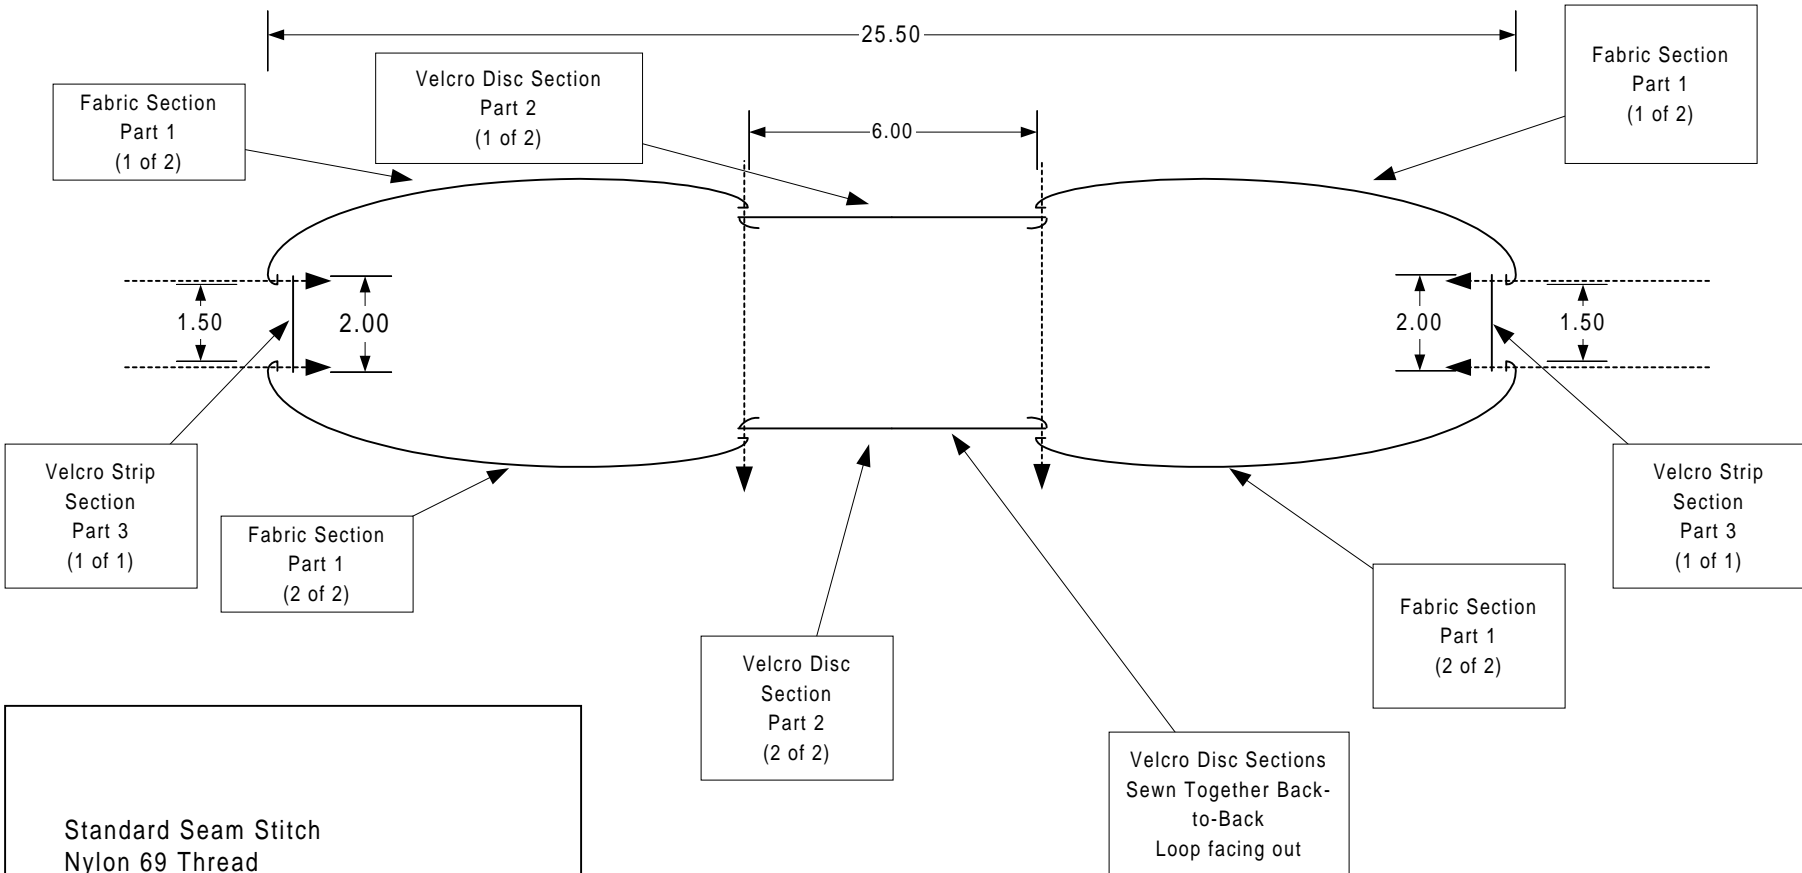 25.50
Fabric Section
Part 1
(1 of 2)
Velcro Disc Section
Part 2
(1 of 2)
6.00
Fabric Section
Part 1
(1 of 2)
1.50
2.00
2.00
1.50
Velcro Strip
Section
Part 3
(1 of 1)
Fabric Section
Part 1
(2 of 2)
Velcro Disc
Section
Part 2
(2 of 2)
Velcro Disc Sections
Sewn Together Back-
to-Back
Loop facing out
Fabric Section
Part 1
(2 of 2)
Velcro Strip
Section
Part 3
(1 of 1)
Standard Seam Stitch
Nylon 69 Thread